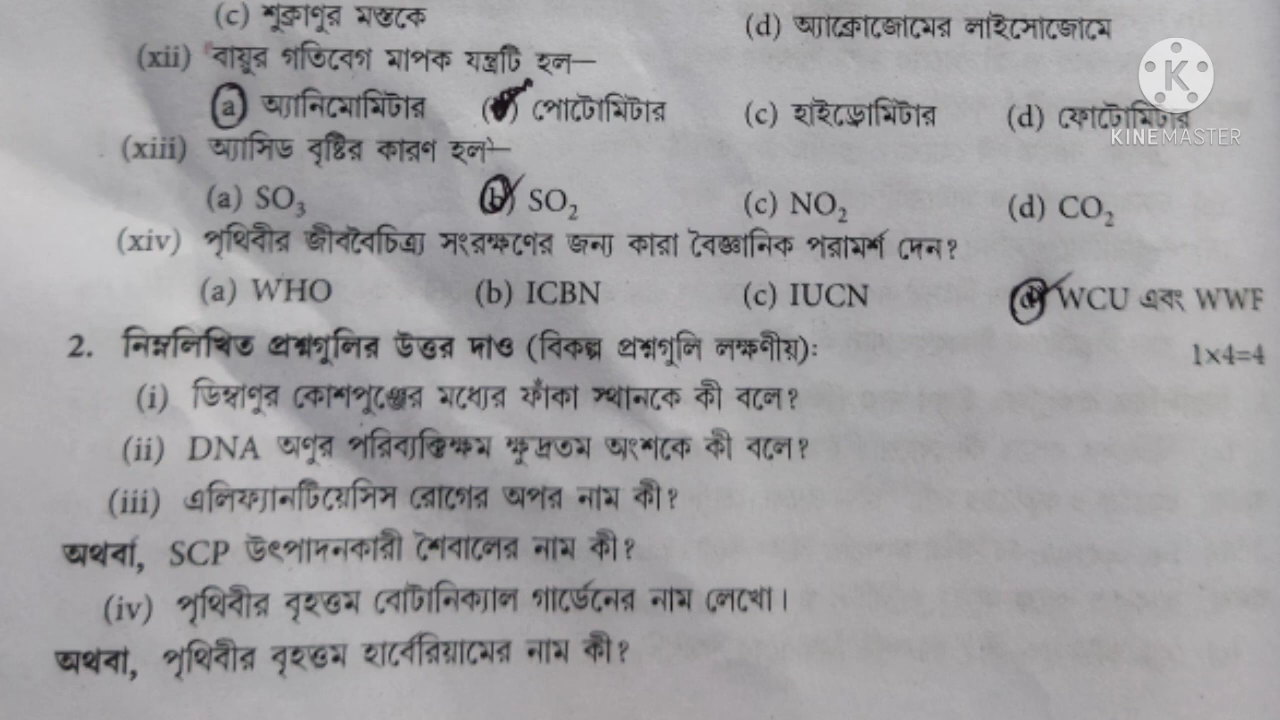 (c) শুক্রাণুর মস্তকে (d) অ্যাক্রোজোমের লাইসোজোমে
(xii) বায়ুর গতিবেগ মাপক যন্ত্রটি হল—
(a) অ্যানিমোমিটার (b) পোটোমিটার (c) হাইড্রোমিটার (d) ফোটোমিটার
KINEMASTER
(xiii) অ্যাসিড বৃষ্টির কারণ হল—
(a) SO₃ (b) SO₂ (c) NO₂ (d) CO₂
(xiv) পৃথিবীর জীববৈচিত্র্য সংরক্ষণের জন্য কারা বৈজ্ঞানিক পরামর্শ দেন?
(a) WHO (b) ICBN (c) IUCN (d) WCU এবং WWF
2. নিম্নলিখিত প্রশ্নগুলির উত্তর দাও (বিকল্প প্রশ্নগুলি লক্ষণীয়): 1×4=4
(i) ডিম্বাণুর কোশপুঞ্জের মধ্যের ফাঁকা স্থানকে কী বলে?
(ii) DNA অণুর পরিব্যক্তিক্ষম ক্ষুদ্রতম অংশকে কী বলে?
(iii) এলিফ্যানটিয়েসিস রোগের অপর নাম কী?
অথবা, SCP উৎপাদনকারী শৈবালের নাম কী?
(iv) পৃথিবীর বৃহত্তম বোটানিক্যাল গার্ডেনের নাম লেখো।
অথবা, পৃথিবীর বৃহত্তম হার্বেরিয়ামের নাম কী?